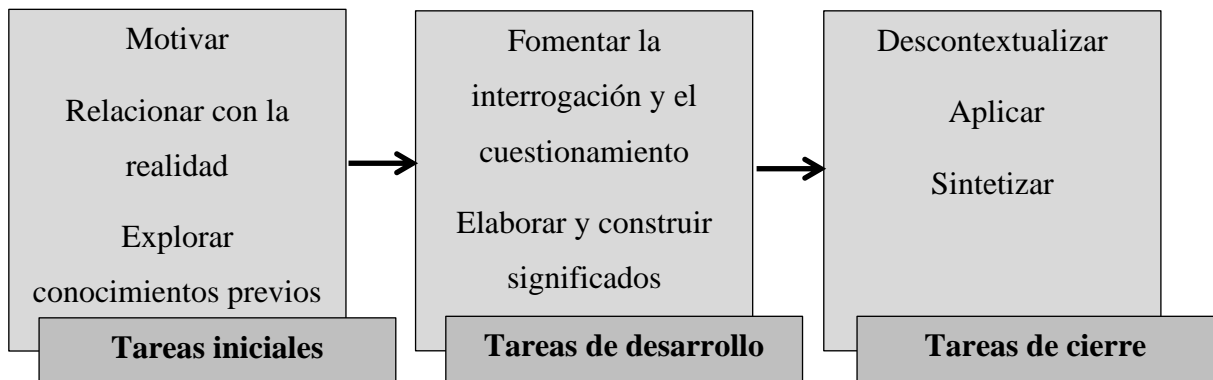 Motivar
Relacionar con la
realidad
Explorar
conocimientos previos
Tareas iniciales
Fomentar la
interrogación y el
cuestionamiento
Elaborar y construir
significados
Tareas de desarrollo
Descontextualizar
Aplicar
Sintetizar
Tareas de cierre